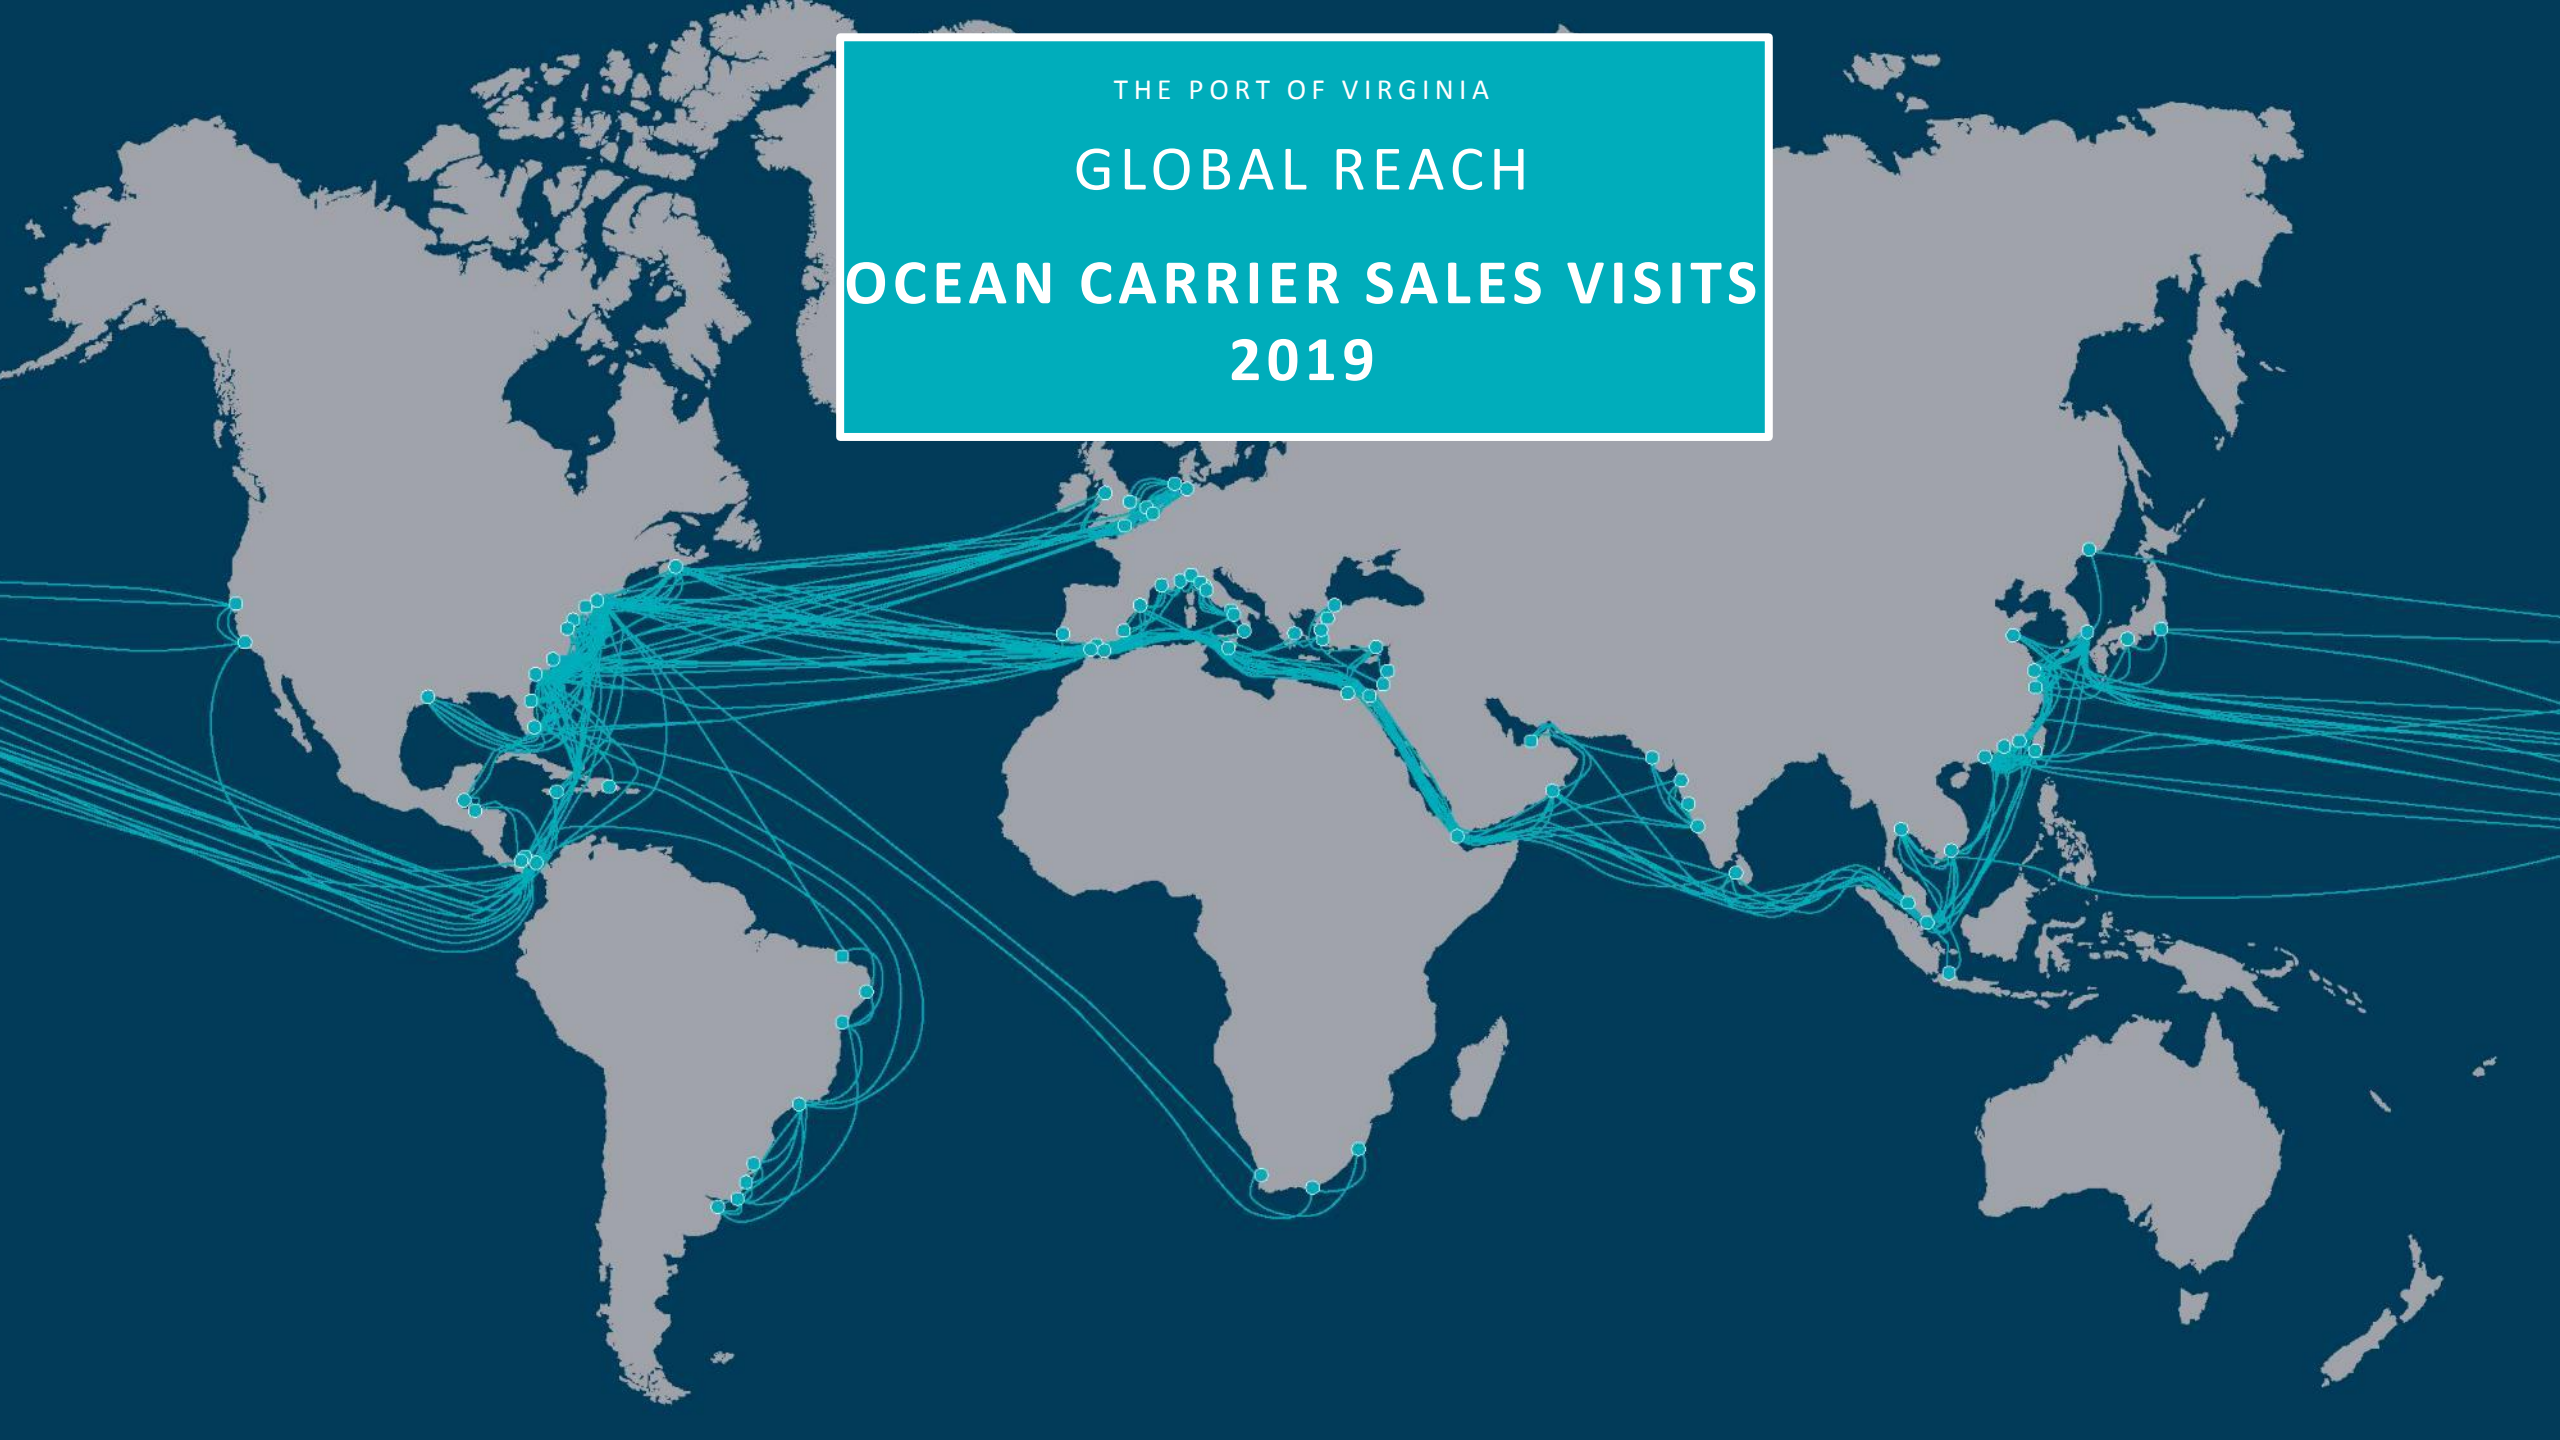 THE PORT OF VIRGINIA
GLOBAL REACH
OCEAN CARRIER SALES VISITS
2019